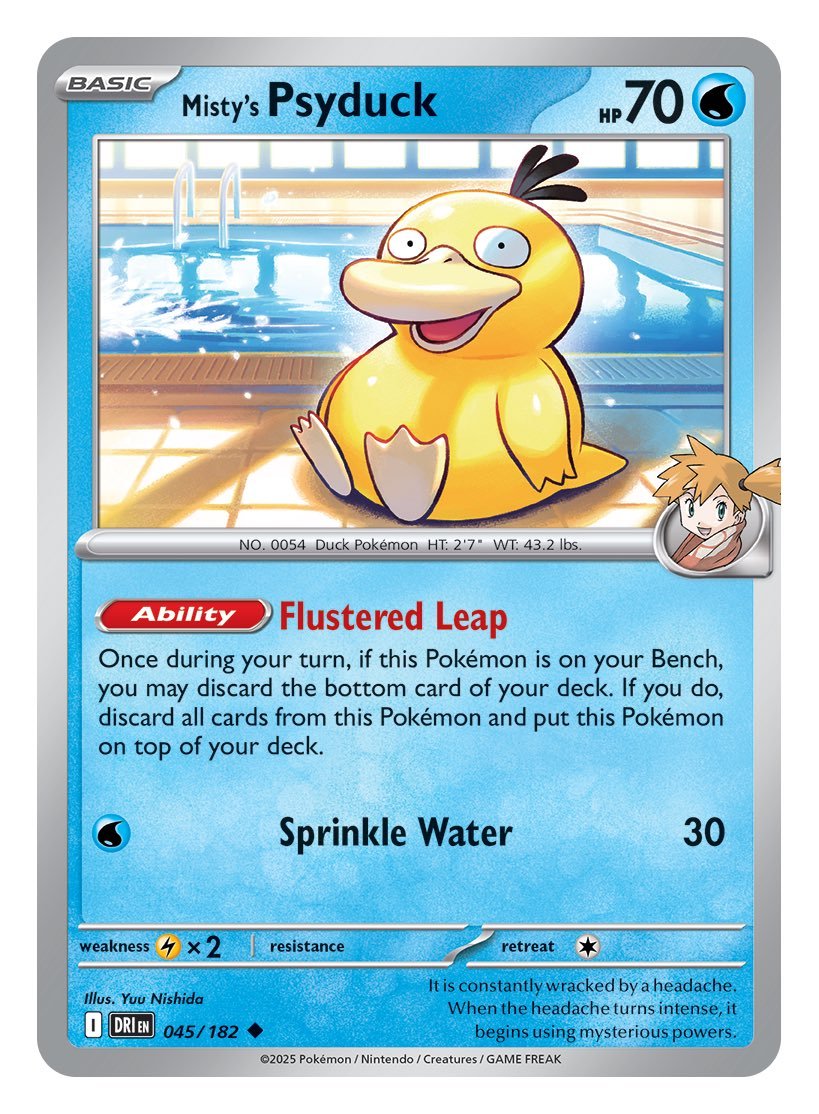 BASIC
Misty's Psyduck HP 70
NO. 0054 Duck Pokémon HT: 2'7" WT: 43.2 lbs.
Ability Flustered Leap
Once during your turn, if this Pokémon is on your Bench,
you may discard the bottom card of your deck. If you do,
discard all cards from this Pokémon and put this Pokémon
on top of your deck.
Sprinkle Water 30
weakness ×2 resistance retreat
It is constantly wracked by a headache.
When the headache turns intense, it
begins using mysterious powers.
Illus. Yuu Nishida
I DRI EN 045/182
©2025 Pokémon / Nintendo / Creatures / GAME FREAK